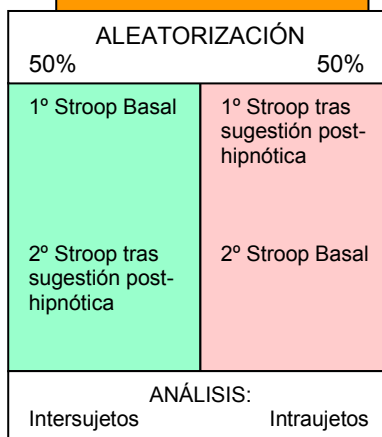 ALEATORIZACIÓN
50% 50%
1º Stroop Basal
2º Stroop tras
sugestión post-
hipnótica
1º Stroop tras
sugestión post-
hipnótica
2º Stroop Basal
ANÁLISIS:
Intersujetos Intraujetos